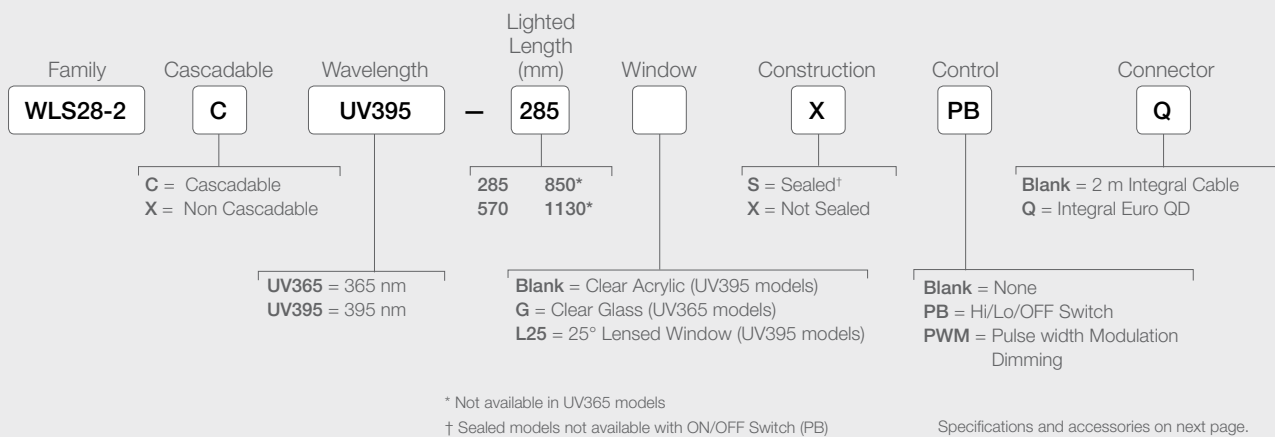 Family
Cascadable
Wavelength
Lighted
Length
(mm)
Window
Construction
Control
Connector
WLS28-2
C
UV395
–
285
X
PB
Q
C = Cascadable
X = Non Cascadable
285 850*
570 1130*
S = Sealed†
X = Not Sealed
Blank = 2 m Integral Cable
Q = Integral Euro QD
UV365 = 365 nm
UV395 = 395 nm
Blank = Clear Acrylic (UV395 models)
G = Clear Glass (UV365 models)
L25 = 25° Lensed Window (UV395 models)
Blank = None
PB = Hi/Lo/OFF Switch
PWM = Pulse width Modulation
Dimming
* Not available in UV365 models
† Sealed models not available with ON/OFF Switch (PB)
Specifications and accessories on next page.